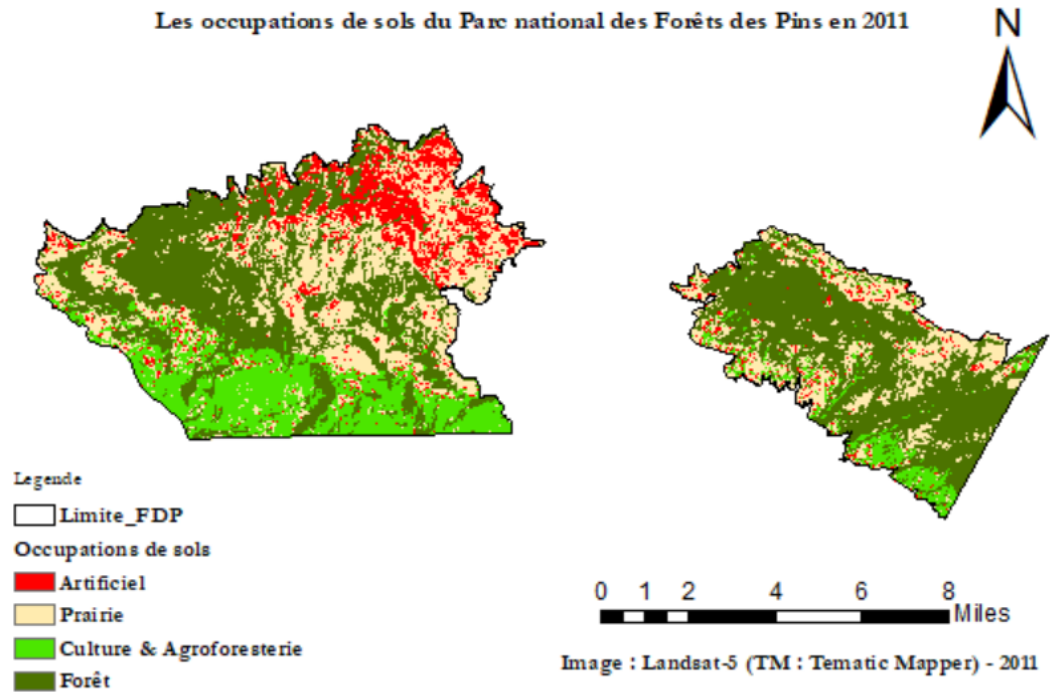 Les occupations de sols du Parc national des Forêts des Pins en 2011
N
Legende
Limite_FDP
Occupations de sols
Artificiel
Prairie
Culture & Agroforesterie
Forêt
0 1 2 4 6 8
Miles
Image : Landsat-5 (TM : Tematic Mapper) - 2011